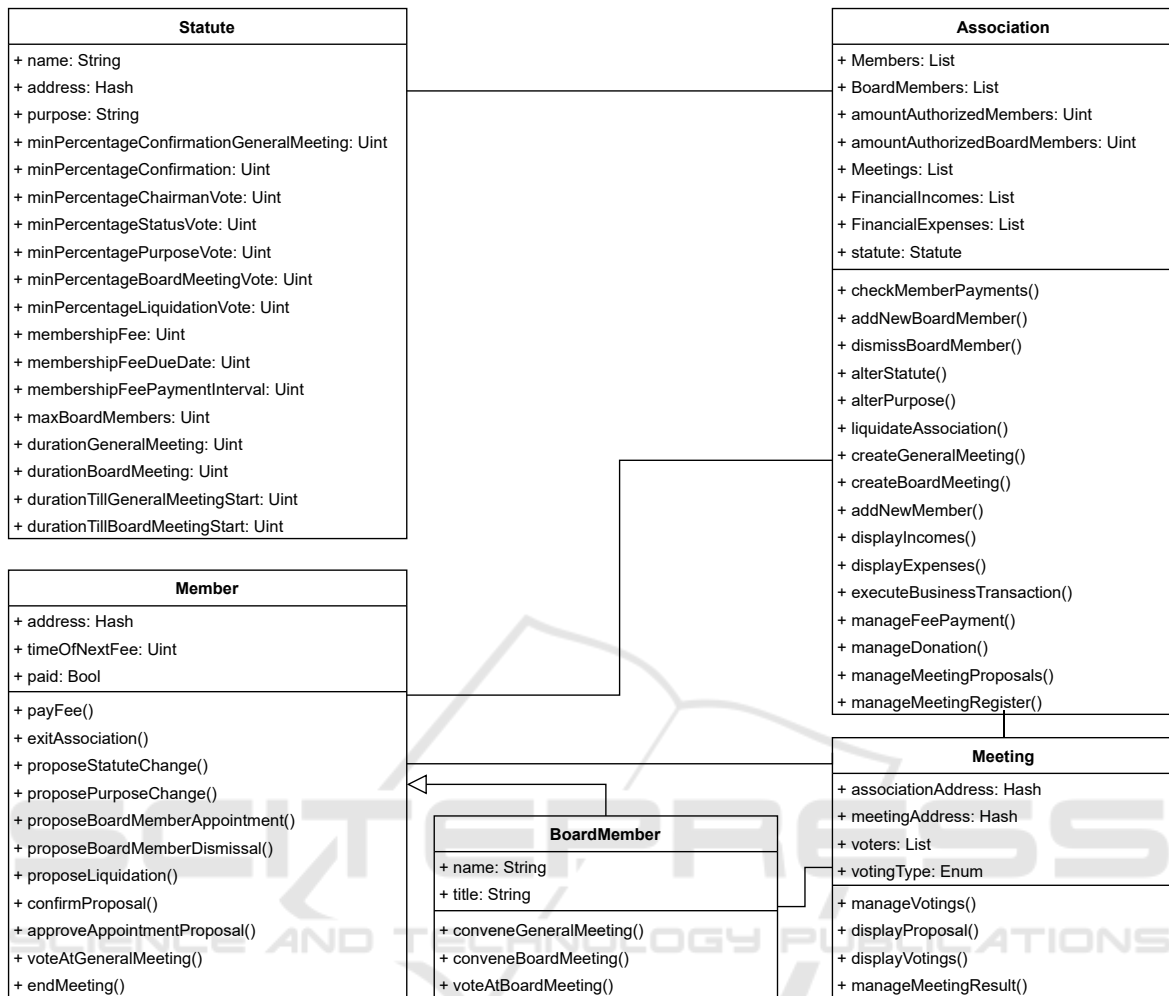 Statute
+ name: String
+ address: Hash
+ purpose: String
+ minPercentageConfirmationGeneralMeeting: Uint
+ minPercentageConfirmation: Uint
+ minPercentageChairmanVote: Uint
+ minPercentageStatusVote: Uint
+ minPercentagePurposeVote: Uint
+ minPercentageBoardMeetingVote: Uint
+ minPercentageLiquidationVote: Uint
+ membershipFee: Uint
+ membershipFeeDueDate: Uint
+ membershipFeePaymentInterval: Uint
+ maxBoardMembers: Uint
+ durationGeneralMeeting: Uint
+ durationBoardMeeting: Uint
+ durationTillGeneralMeetingStart: Uint
+ durationTillBoardMeetingStart: Uint
Association
+ Members: List
+ BoardMembers: List
+ amountAuthorizedMembers: Uint
+ amountAuthorizedBoardMembers: Uint
+ Meetings: List
+ FinancialIncomes: List
+ FinancialExpenses: List
+ statute: Statute
+ checkMemberPayments()
+ addNewBoardMember()
+ dismissBoardMember()
+ alterStatute()
+ alterPurpose()
+ liquidateAssociation()
+ createGeneralMeeting()
+ createBoardMeeting()
+ addNewMember()
+ displayIncomes()
+ displayExpenses()
+ executeBusinessTransaction()
+ manageFeePayment()
+ manageDonation()
+ manageMeetingProposals()
+ manageMeetingRegister()
Member
+ address: Hash
+ timeOfNextFee: Uint
+ paid: Bool
+ payFee()
+ exitAssociation()
+ proposeStatuteChange()
+ proposePurposeChange()
+ proposeBoardMemberAppointment()
+ proposeBoardMemberDismissal()
+ proposeLiquidation()
+ confirmProposal()
+ approveAppointmentProposal()
+ voteAtGeneralMeeting()
+ endMeeting()
BoardMember
+ name: String
+ title: String
+ conveneGeneralMeeting()
+ conveneBoardMeeting()
+ voteAtBoardMeeting()
Meeting
+ associationAddress: Hash
+ meetingAddress: Hash
+ voters: List
+ votingType: Enum
+ manageVotings()
+ displayProposal()
+ displayVotings()
+ manageMeetingResult()
SCITEPRESS
SCIENCE AND TECHNOLOGY PUBLICATIONS